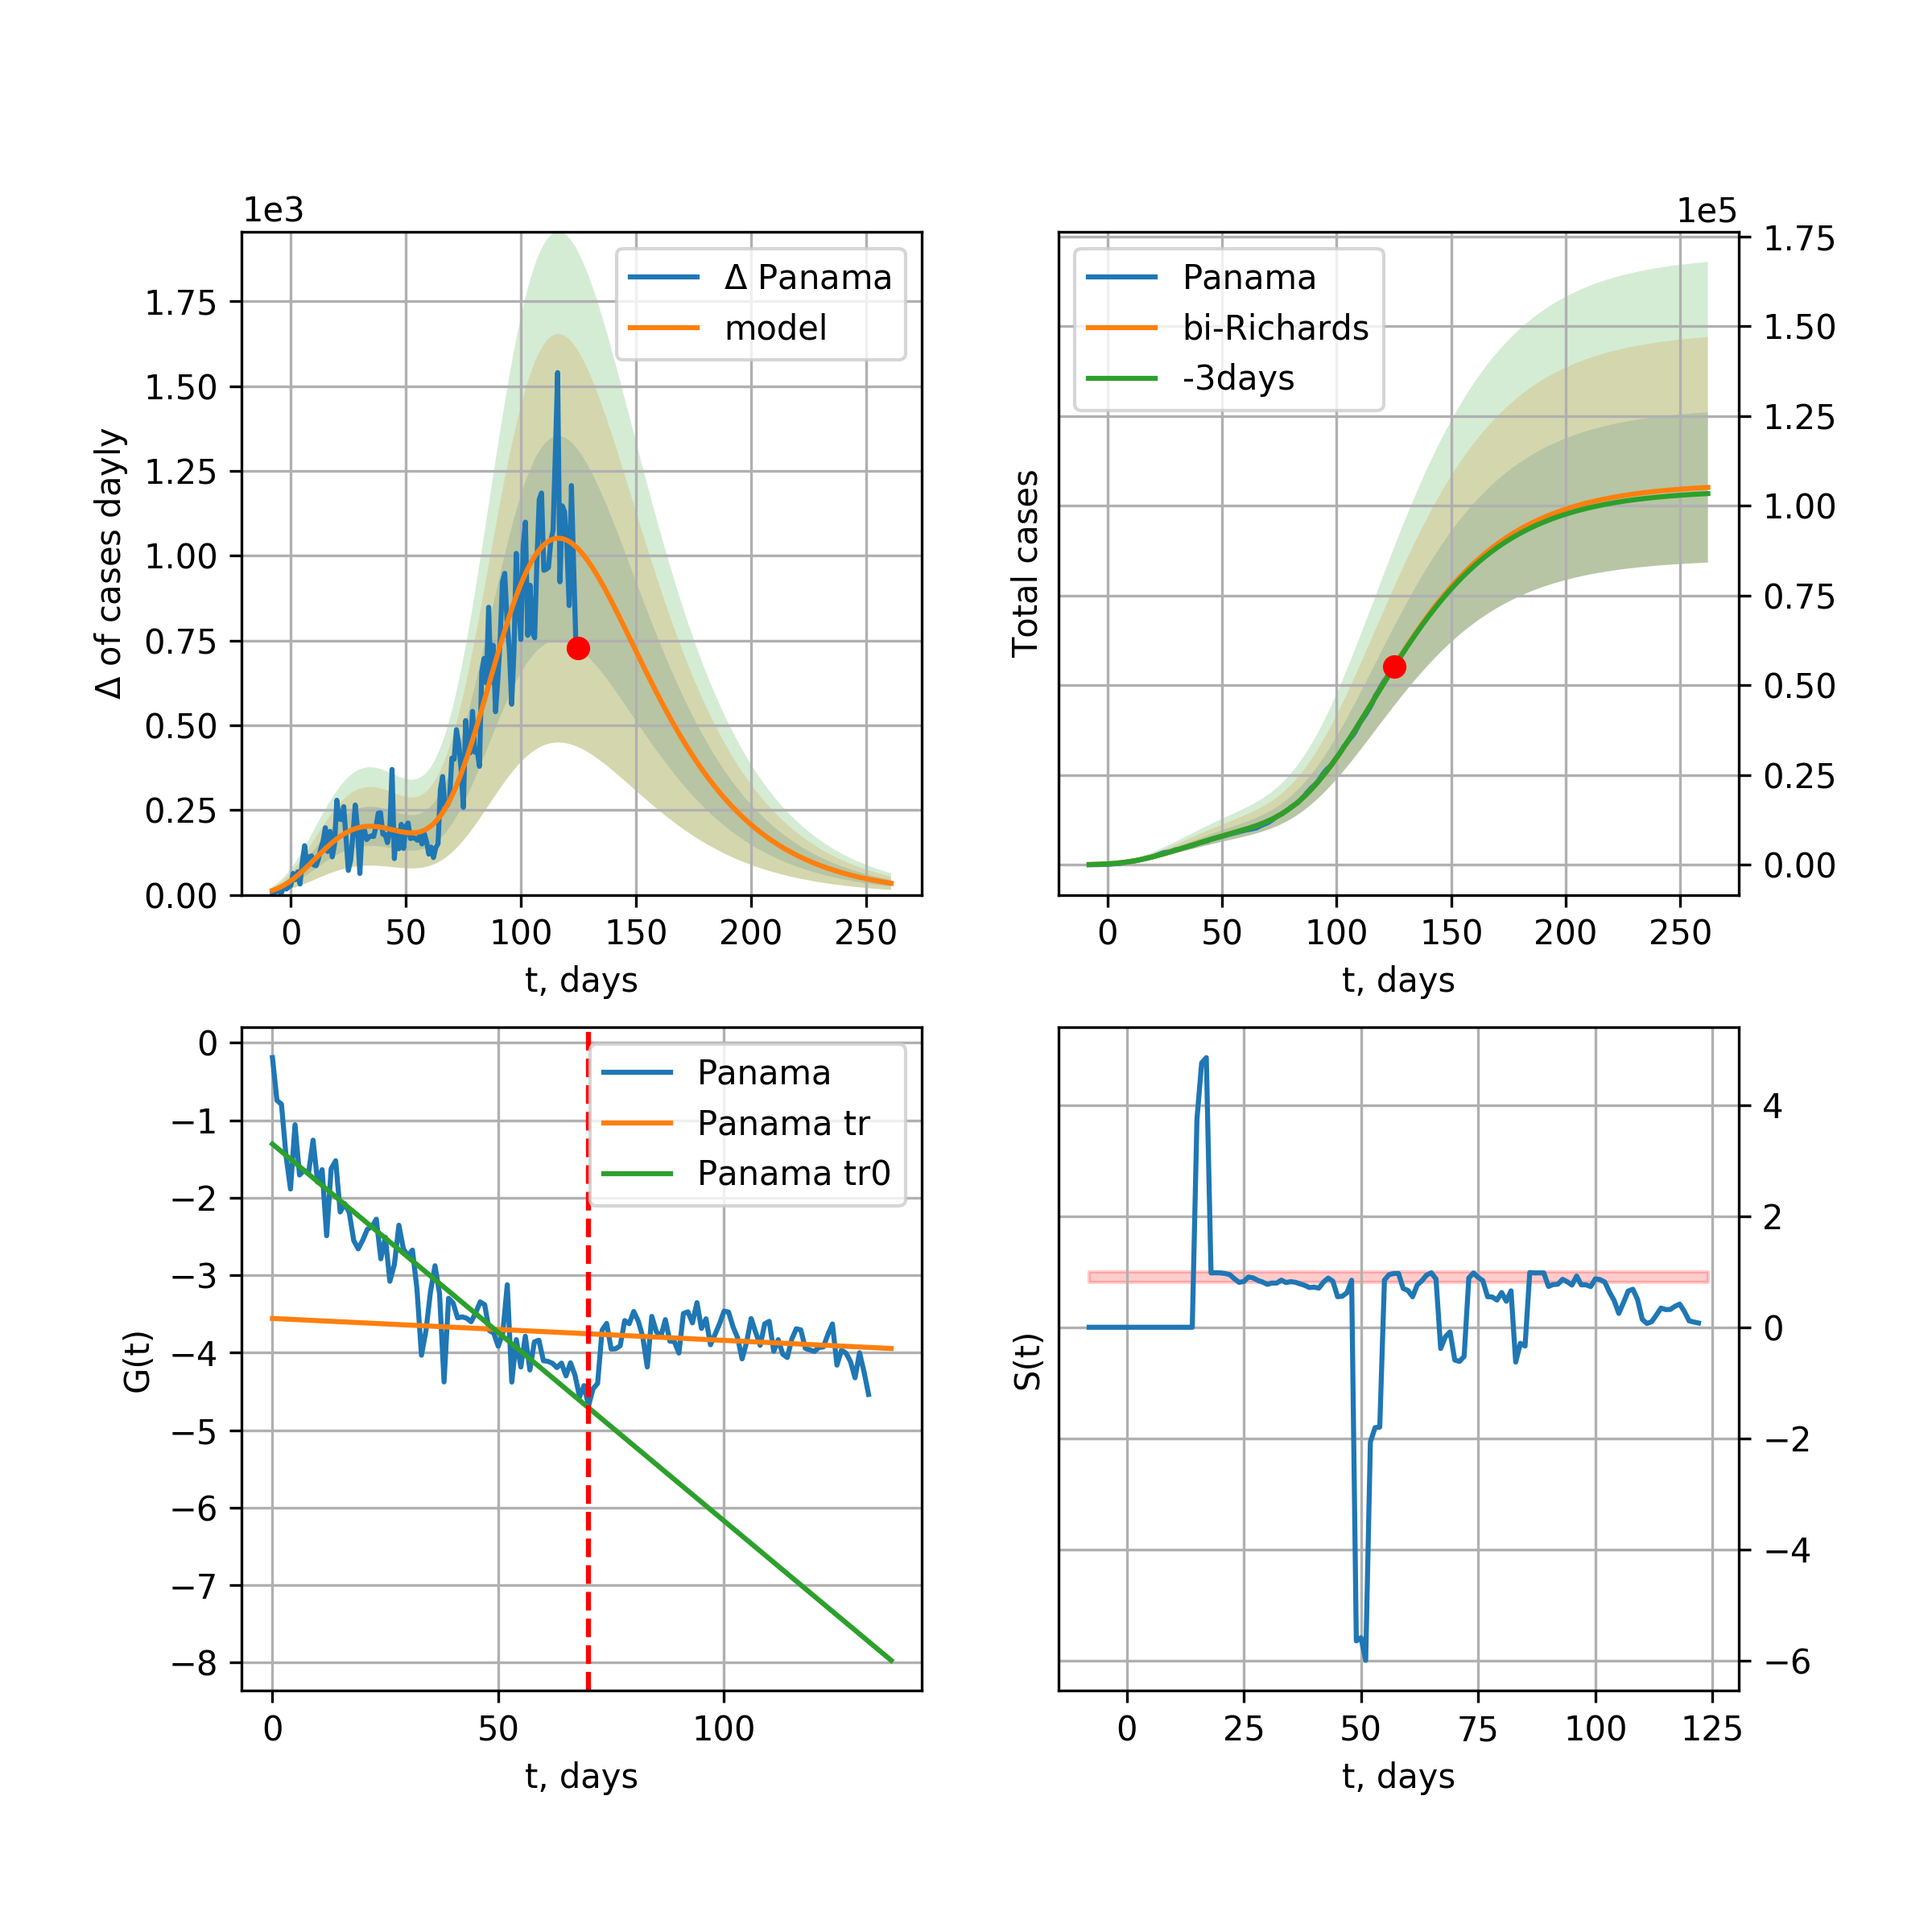 1e3
Δ of cases dayly
1.75
1.50
1.25
1.00
0.75
0.50
0.25
0.00
Δ Panama
model
0 50 100 150 200 250
t, days
1e5
Total cases
Panama
bi-Richards
-3days
1.75
1.50
1.25
1.00
0.75
0.50
0.25
0.00
0 50 100 150 200 250
t, days
G(t)
0
−1
−2
−3
−4
−5
−6
−7
−8
Panama
Panama tr
Panama tr0
0 50 100
t, days
S(t)
4
2
0
−2
−4
−6
0 25 50 75 100 125
t, days